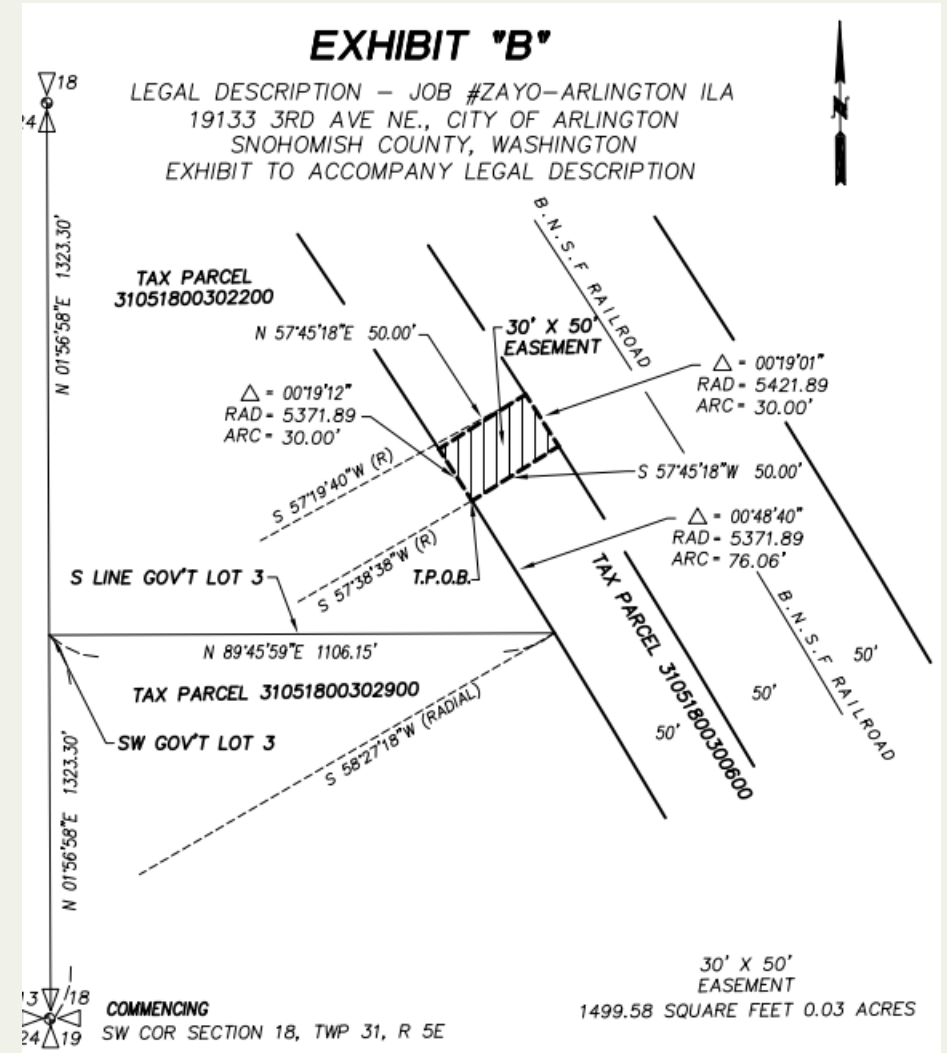 EXHIBIT "B"
LEGAL DESCRIPTION – JOB #ZAYO–ARLINGTON ILA
19133 3RD AVE NE., CITY OF ARLINGTON
SNOHOMISH COUNTY, WASHINGTON
EXHIBIT TO ACCOMPANY LEGAL DESCRIPTION
N
18
24
N 01°56'58"E 1323.30'
TAX PARCEL
31051800302200
B.N.S.F RAILROAD
N 57°45'18"E 50.00'
30' X 50'
EASEMENT
△ = 00°19'12"
RAD = 5371.89
ARC = 30.00'
△ = 00°19'01"
RAD = 5421.89
ARC = 30.00'
S 57°19'40"W (R)
S 57°45'18"W 50.00'
S 57°38'38"W (R)
T.P.O.B.
△ = 00°48'40"
RAD = 5371.89
ARC = 76.06'
S LINE GOV'T LOT 3
TAX PARCEL 31051800300600
B.N.S.F RAILROAD
N 89°45'59"E 1106.15'
50'
50'
50'
TAX PARCEL 31051800302900
SW GOV'T LOT 3
S 58°27'18"W (RADIAL)
N 01°56'58"E 1323.30'
30' X 50'
EASEMENT
1499.58 SQUARE FEET 0.03 ACRES
13 18
24 19
COMMENCING
SW COR SECTION 18, TWP 31, R 5E